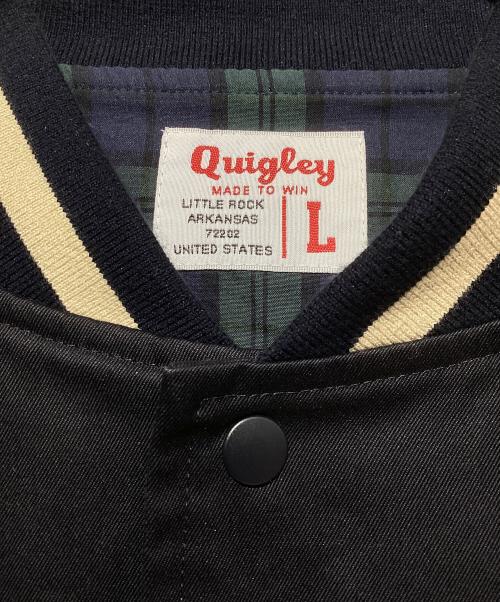 Quigley
MADE TO WIN
LITTLE ROCK
ARKANSAS
72202
UNITED STATES
L